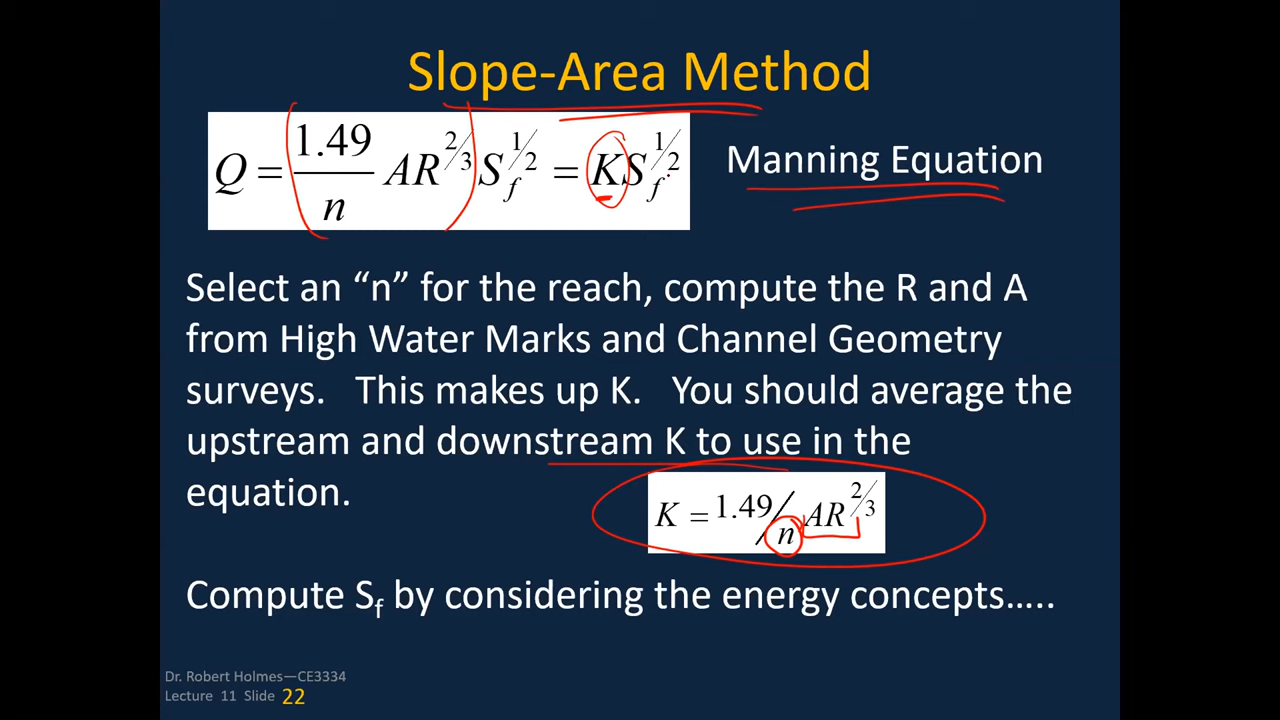 Slope-Area Method
Q = 1.49/n AR^2/3 S_f^1/2 = KS_f^1/2
Manning Equation
Select an “n” for the reach, compute the R and A
from High Water Marks and Channel Geometry
surveys. This makes up K. You should average the
upstream and downstream K to use in the
equation.
K = 1.49/n AR^2/3
Compute S_f by considering the energy concepts…..
Dr. Robert Holmes—CE3334
Lecture 11 Slide 22